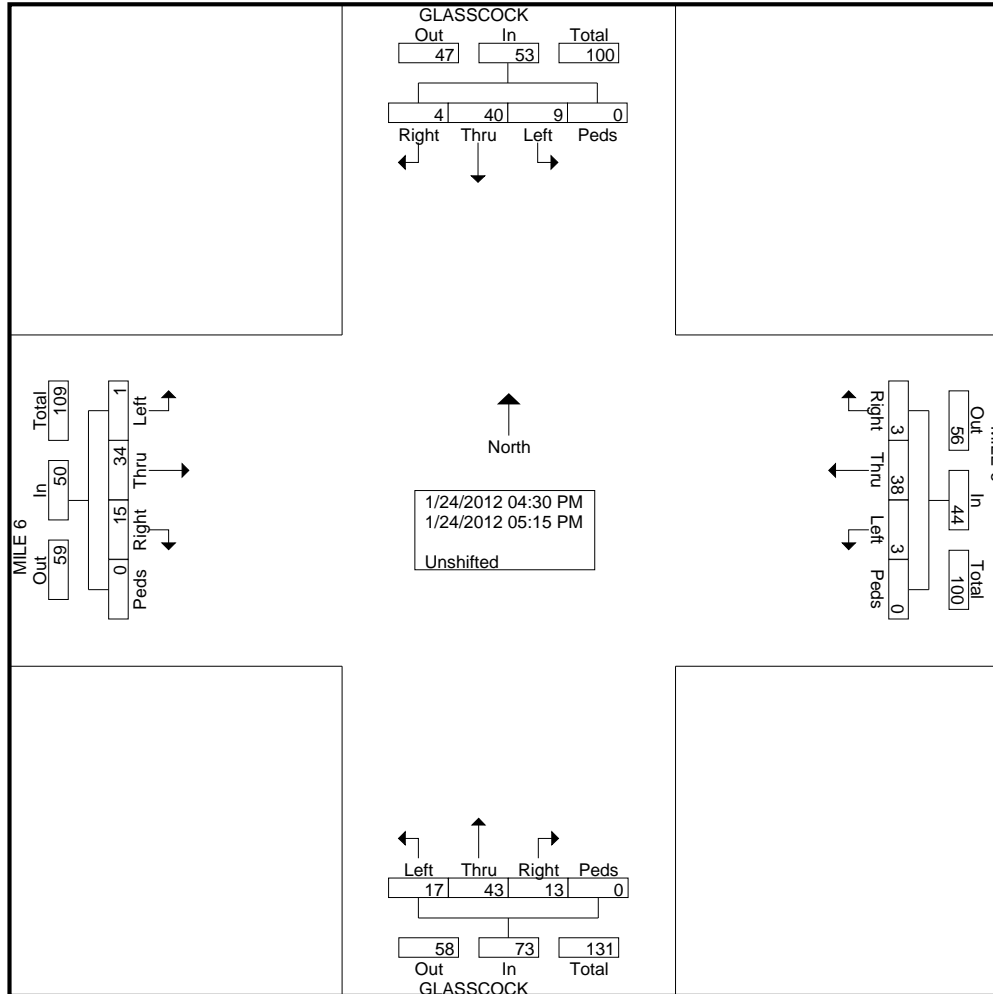 GLASSCOCK
Out In Total
47 53 100
4 40 9 0
Right Thru Left Peds
Total In Out
109 50 59
MILE 6
1 34 15 0
Left Thru Right Peds
North
1/24/2012 04:30 PM
1/24/2012 05:15 PM
Unshifted
Right Thru Left Peds
3 38 3 0
Out In Total
56 44 100
Left Thru Right Peds
17 43 13 0
58 73 131
Out In Total
GLASSCOCK